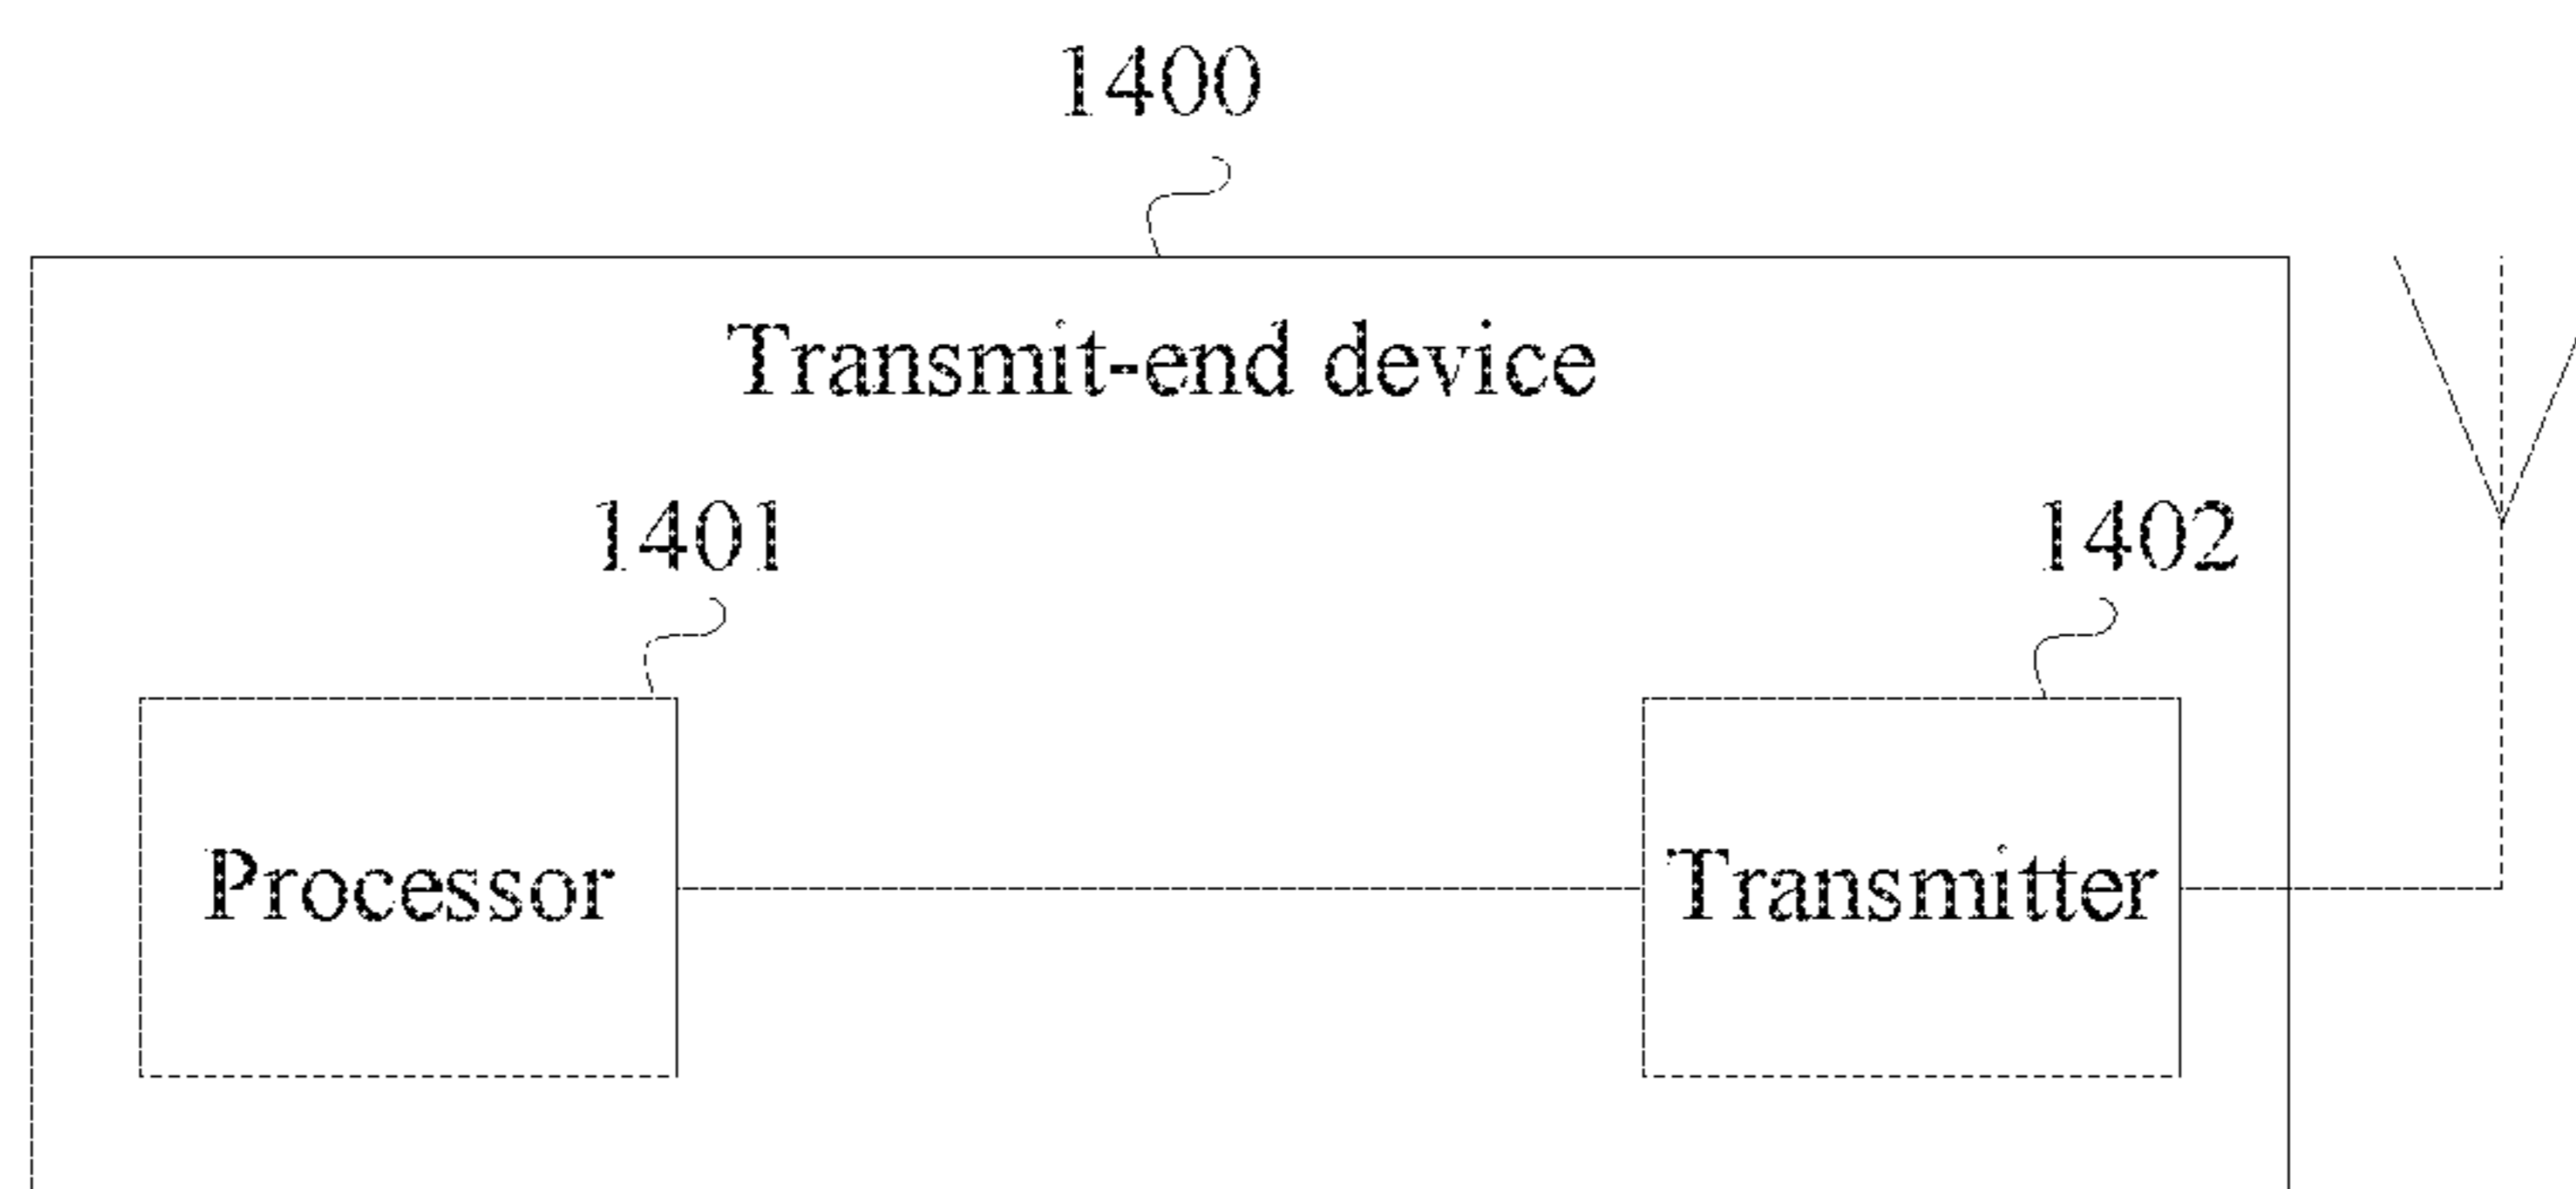 1400
Transmit-end device
1401
1402
Processor
Transmitter